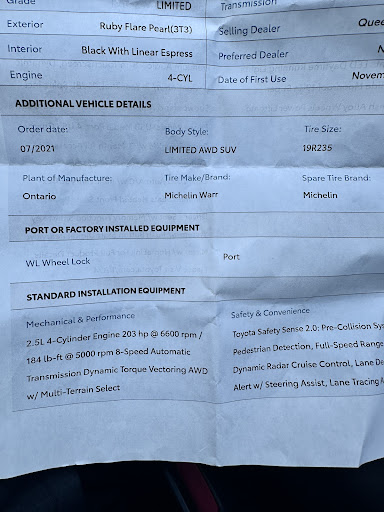 Grade LIMITED Transmission
Exterior Ruby Flare Pearl(3T3) Selling Dealer
Interior Black With Linear Espress Preferred Dealer
Engine 4-CYL Date of First Use
ADDITIONAL VEHICLE DETAILS
Order date: Body Style: Tire Size:
07/2021 LIMITED AWD SUV 19R235
Plant of Manufacture: Tire Make/Brand: Spare Tire Brand:
Ontario Michelin Warr Michelin
PORT OR FACTORY INSTALLED EQUIPMENT
WL Wheel Lock Port
STANDARD INSTALLATION EQUIPMENT
Mechanical & Performance
2.5L 4-Cylinder Engine 203 hp @ 6600 rpm /
184 lb-ft @ 5000 rpm 8-Speed Automatic
Transmission Dynamic Torque Vectoring AWD
w/ Multi-Terrain Select
Safety & Convenience
Toyota Safety Sense 2.0: Pre-Collision Sy
Pedestrian Detection, Full-Speed Range
Dynamic Radar Cruise Control, Lane De
Alert w/ Steering Assist, Lane Tracing